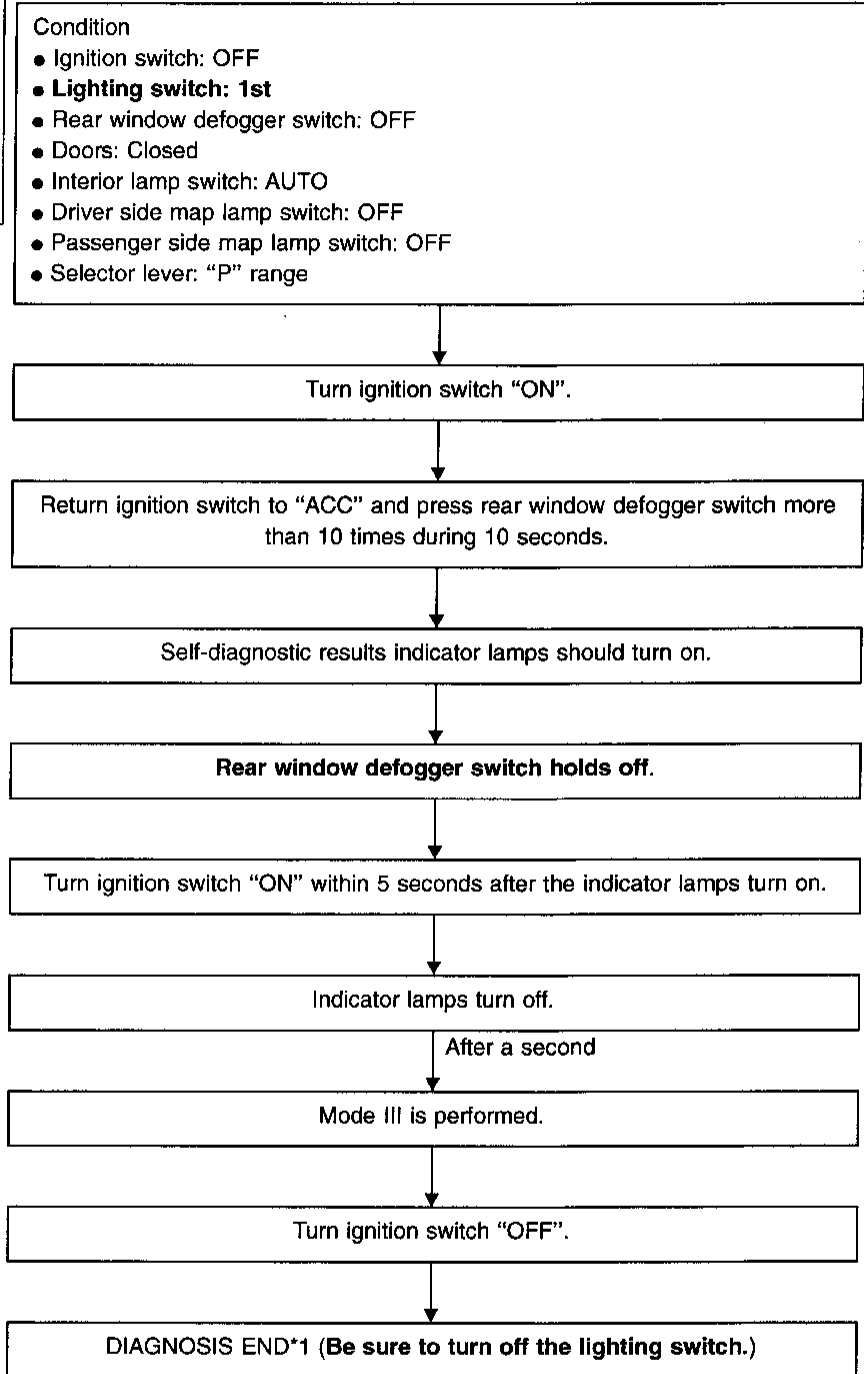 Condition
● Ignition switch: OFF
● Lighting switch: 1st
● Rear window defogger switch: OFF
● Doors: Closed
● Interior lamp switch: AUTO
● Driver side map lamp switch: OFF
● Passenger side map lamp switch: OFF
● Selector lever: “P” range
Turn ignition switch “ON”.
Return ignition switch to “ACC” and press rear window defogger switch more
than 10 times during 10 seconds.
Self-diagnostic results indicator lamps should turn on.
Rear window defogger switch holds off.
Turn ignition switch “ON” within 5 seconds after the indicator lamps turn on.
Indicator lamps turn off.
After a second
Mode III is performed.
Turn ignition switch “OFF”.
DIAGNOSIS END*1 (Be sure to turn off the lighting switch.)